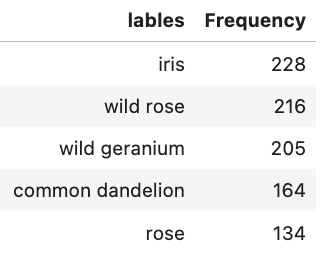 lables Frequency
iris 228
wild rose 216
wild geranium 205
common dandelion 164
rose 134